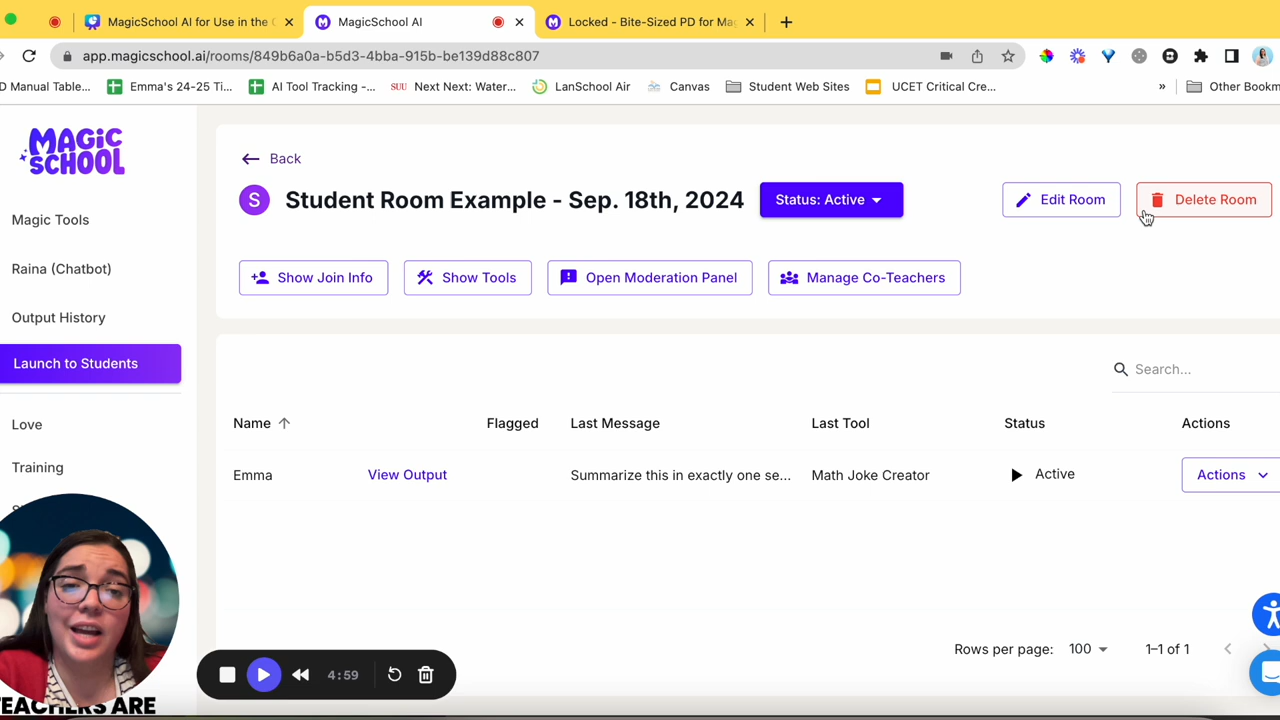 MagicSchool AI for Use in the C
MagicSchool AI
Locked - Bite-Sized PD for Mag
app.magicschool.ai/rooms/849b6a0a-b5d3-4bba-915b-be139d88c807
D Manual Table...
Emma's 24-25 Ti...
AI Tool Tracking -...
SUU Next Next: Water...
LanSchool Air
Canvas
Student Web Sites
UCET Critical Cre...
»
Other Bookm
MAGiC
SCHOOL
Back
S
Student Room Example - Sep. 18th, 2024
Status: Active
Edit Room
Delete Room
Magic Tools
Raina (Chatbot)
Output History
Launch to Students
Love
Training
Show Join Info
Show Tools
Open Moderation Panel
Manage Co-Teachers
Search...
Name
Flagged
Last Message
Last Tool
Status
Actions
Emma
View Output
Summarize this in exactly one se...
Math Joke Creator
Active
Actions
Rows per page:
100
1–1 of 1
4:59
TEACHERS ARE